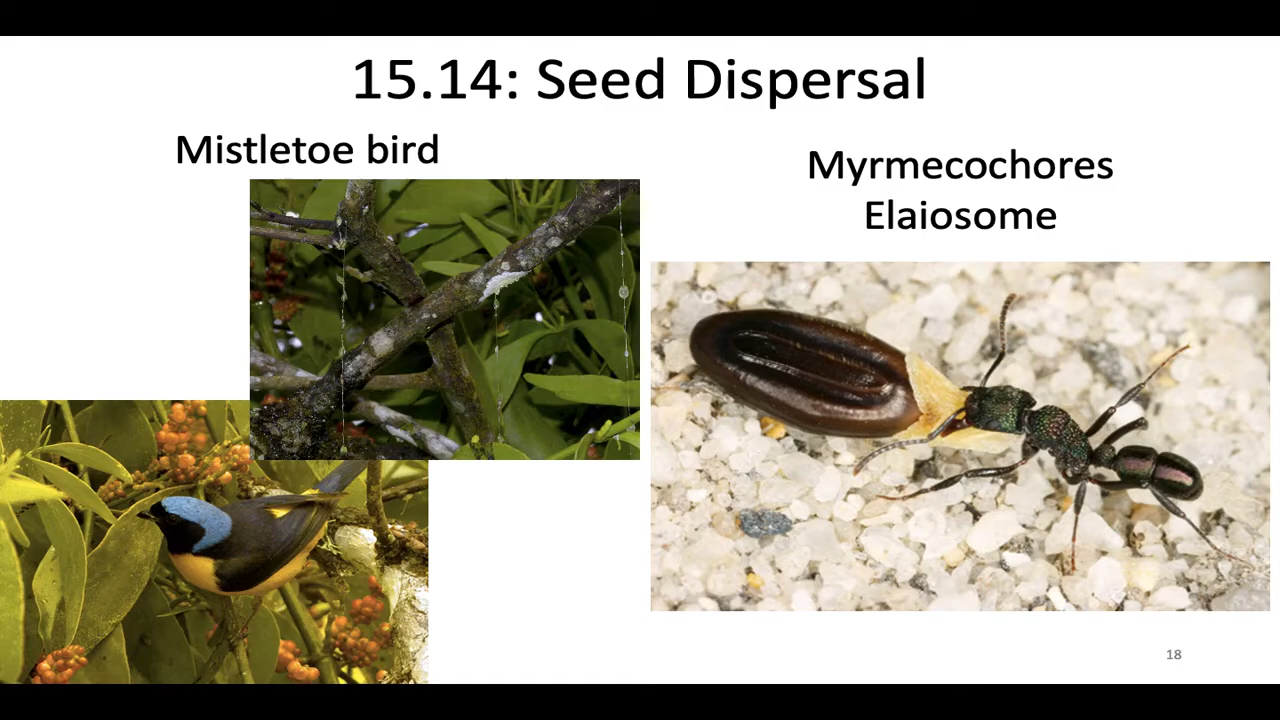 15.14: Seed Dispersal
Mistletoe bird
Myrmecochores
Elaiosome
18